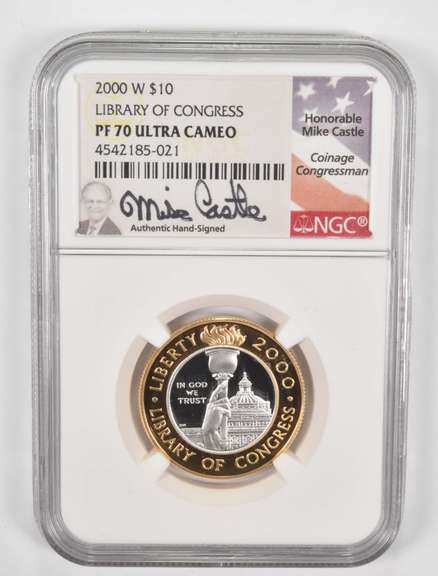 2000 W $10
LIBRARY OF CONGRESS
PF 70 ULTRA CAMEO
4542185-021
Mike Castle
Authentic Hand-Signed
Honorable
Mike Castle
Coinage
Congressman
NGC®
LIBERTY 2000
IN GOD
WE
TRUST
LIBRARY OF CONGRESS